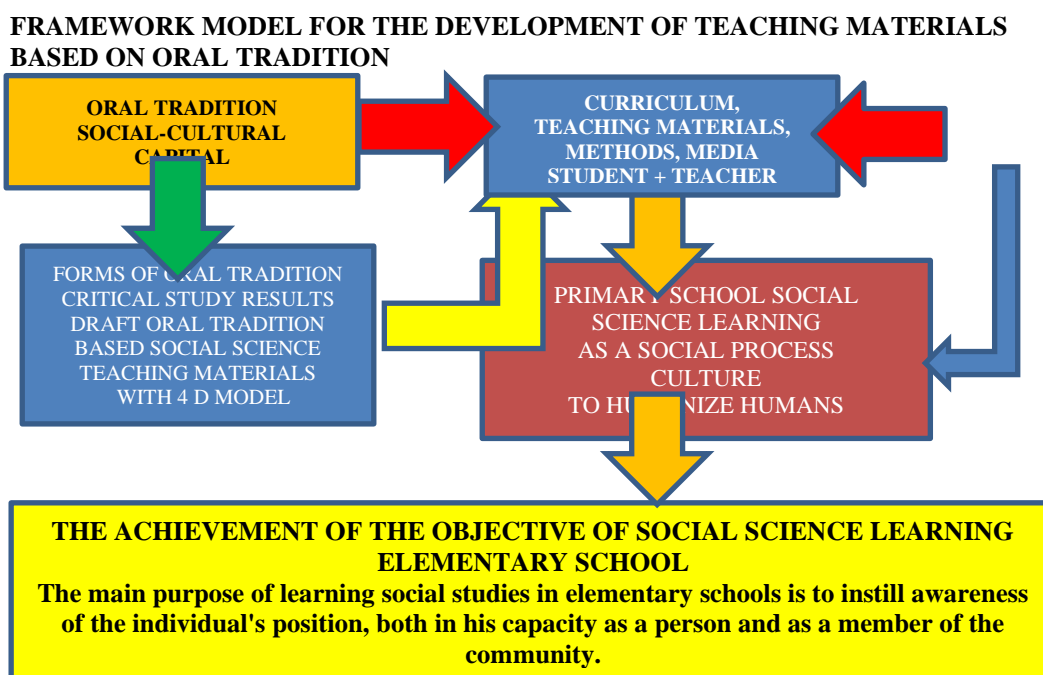 FRAMEWORK MODEL FOR THE DEVELOPMENT OF TEACHING MATERIALS
BASED ON ORAL TRADITION
ORAL TRADITION
SOCIAL-CULTURAL
CAPITAL
CURRICULUM,
TEACHING MATERIALS,
METHODS, MEDIA
STUDENT + TEACHER
FORMS OF ORAL TRADITION
CRITICAL STUDY RESULTS
DRAFT ORAL TRADITION
BASED SOCIAL SCIENCE
TEACHING MATERIALS
WITH 4 D MODEL
PRIMARY SCHOOL SOCIAL
SCIENCE LEARNING
AS A SOCIAL PROCESS
CULTURE
TO HUMANIZE HUMANS
THE ACHIEVEMENT OF THE OBJECTIVE OF SOCIAL SCIENCE LEARNING
ELEMENTARY SCHOOL
The main purpose of learning social studies in elementary schools is to instill awareness
of the individual's position, both in his capacity as a person and as a member of the
community.